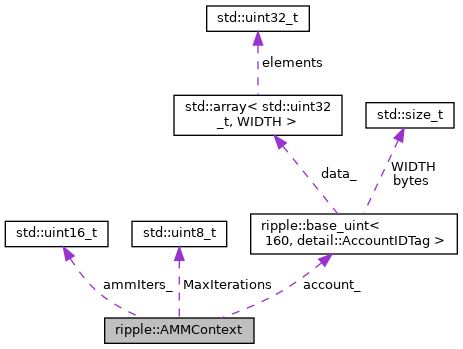 std::uint32_t
elements
std::array< std::uint32
_t, WIDTH >
std::size_t
data_
WIDTH
bytes
std::uint16_t
std::uint8_t
ripple::base_uint<
160, detail::AccountIDTag >
ammIters_
MaxIterations
account_
ripple::AMMContext